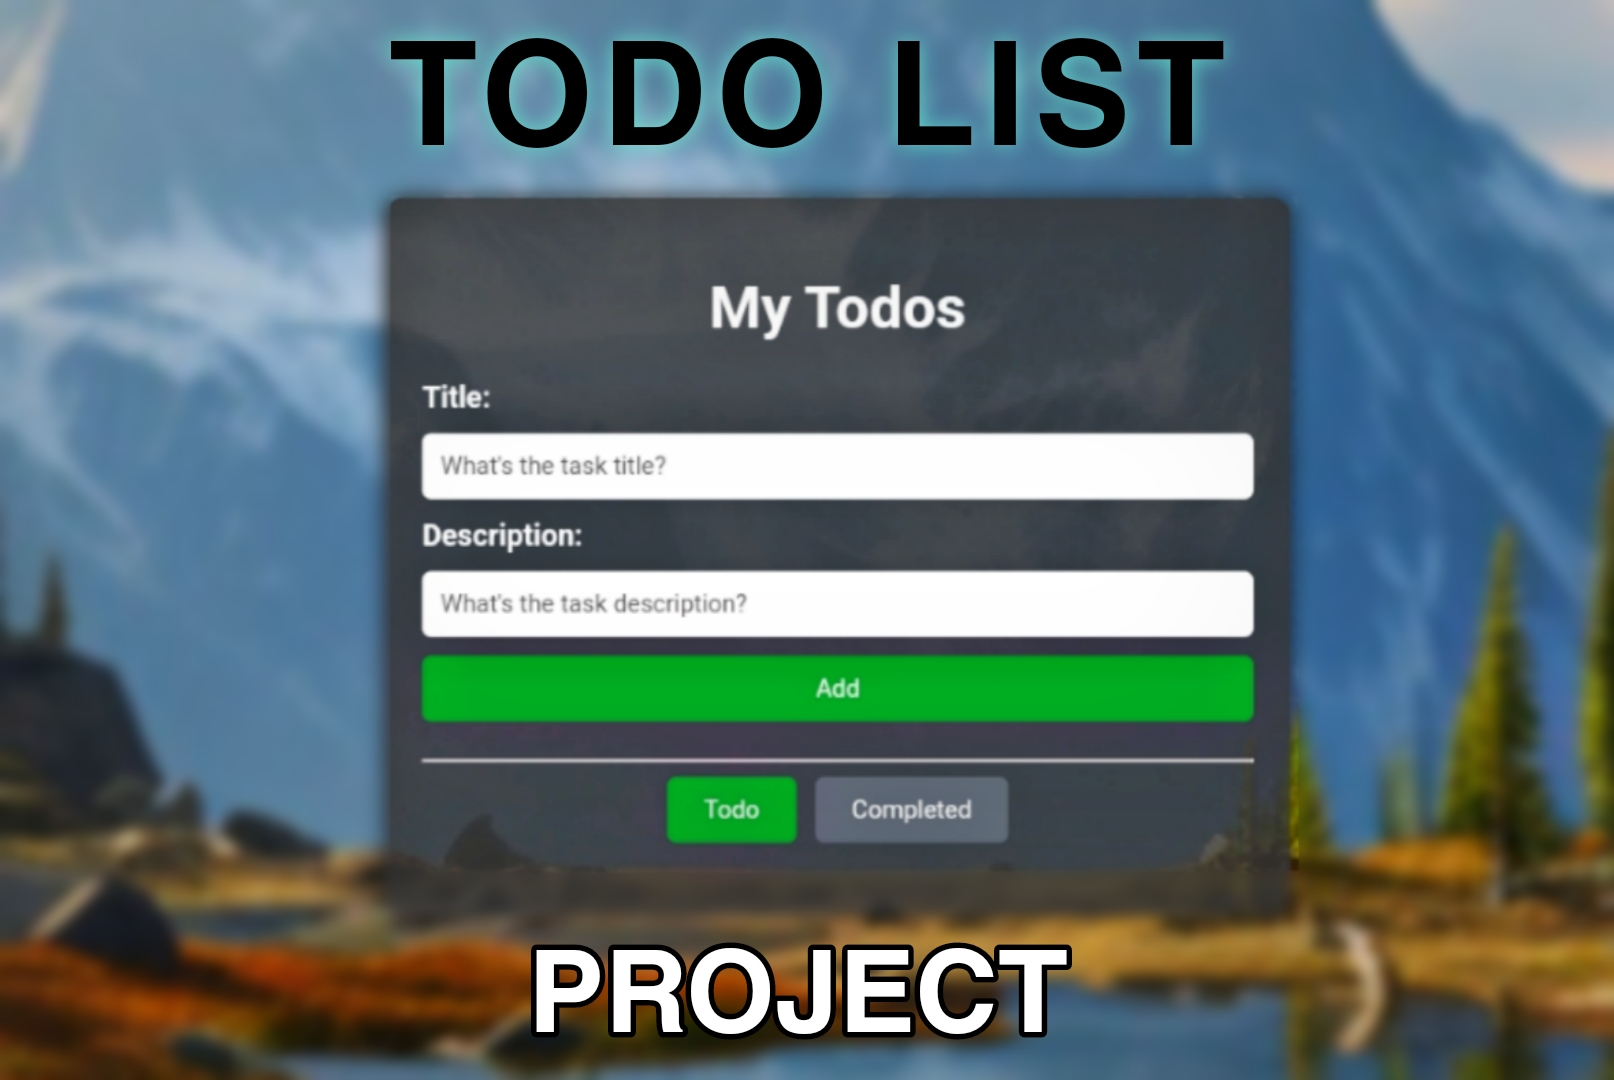 TODO LIST
My Todos
Title:
What's the task title?
Description:
What's the task description?
Add
Todo Completed
PROJECT